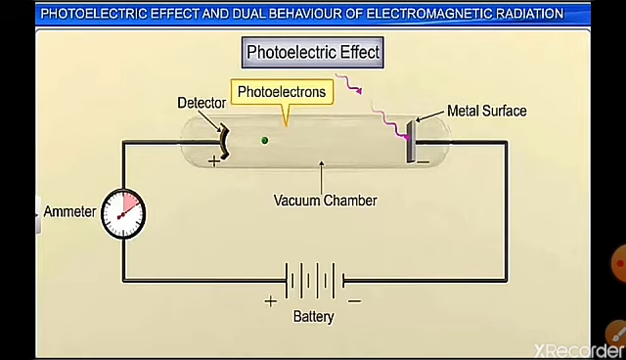 PHOTOELECTRIC EFFECT AND DUAL BEHAVIOUR OF ELECTROMAGNETIC RADIATION
Photoelectric Effect
Photoelectrons
Detector
Metal Surface
+
−
Vacuum Chamber
Ammeter
+
−
Battery
XRecorder